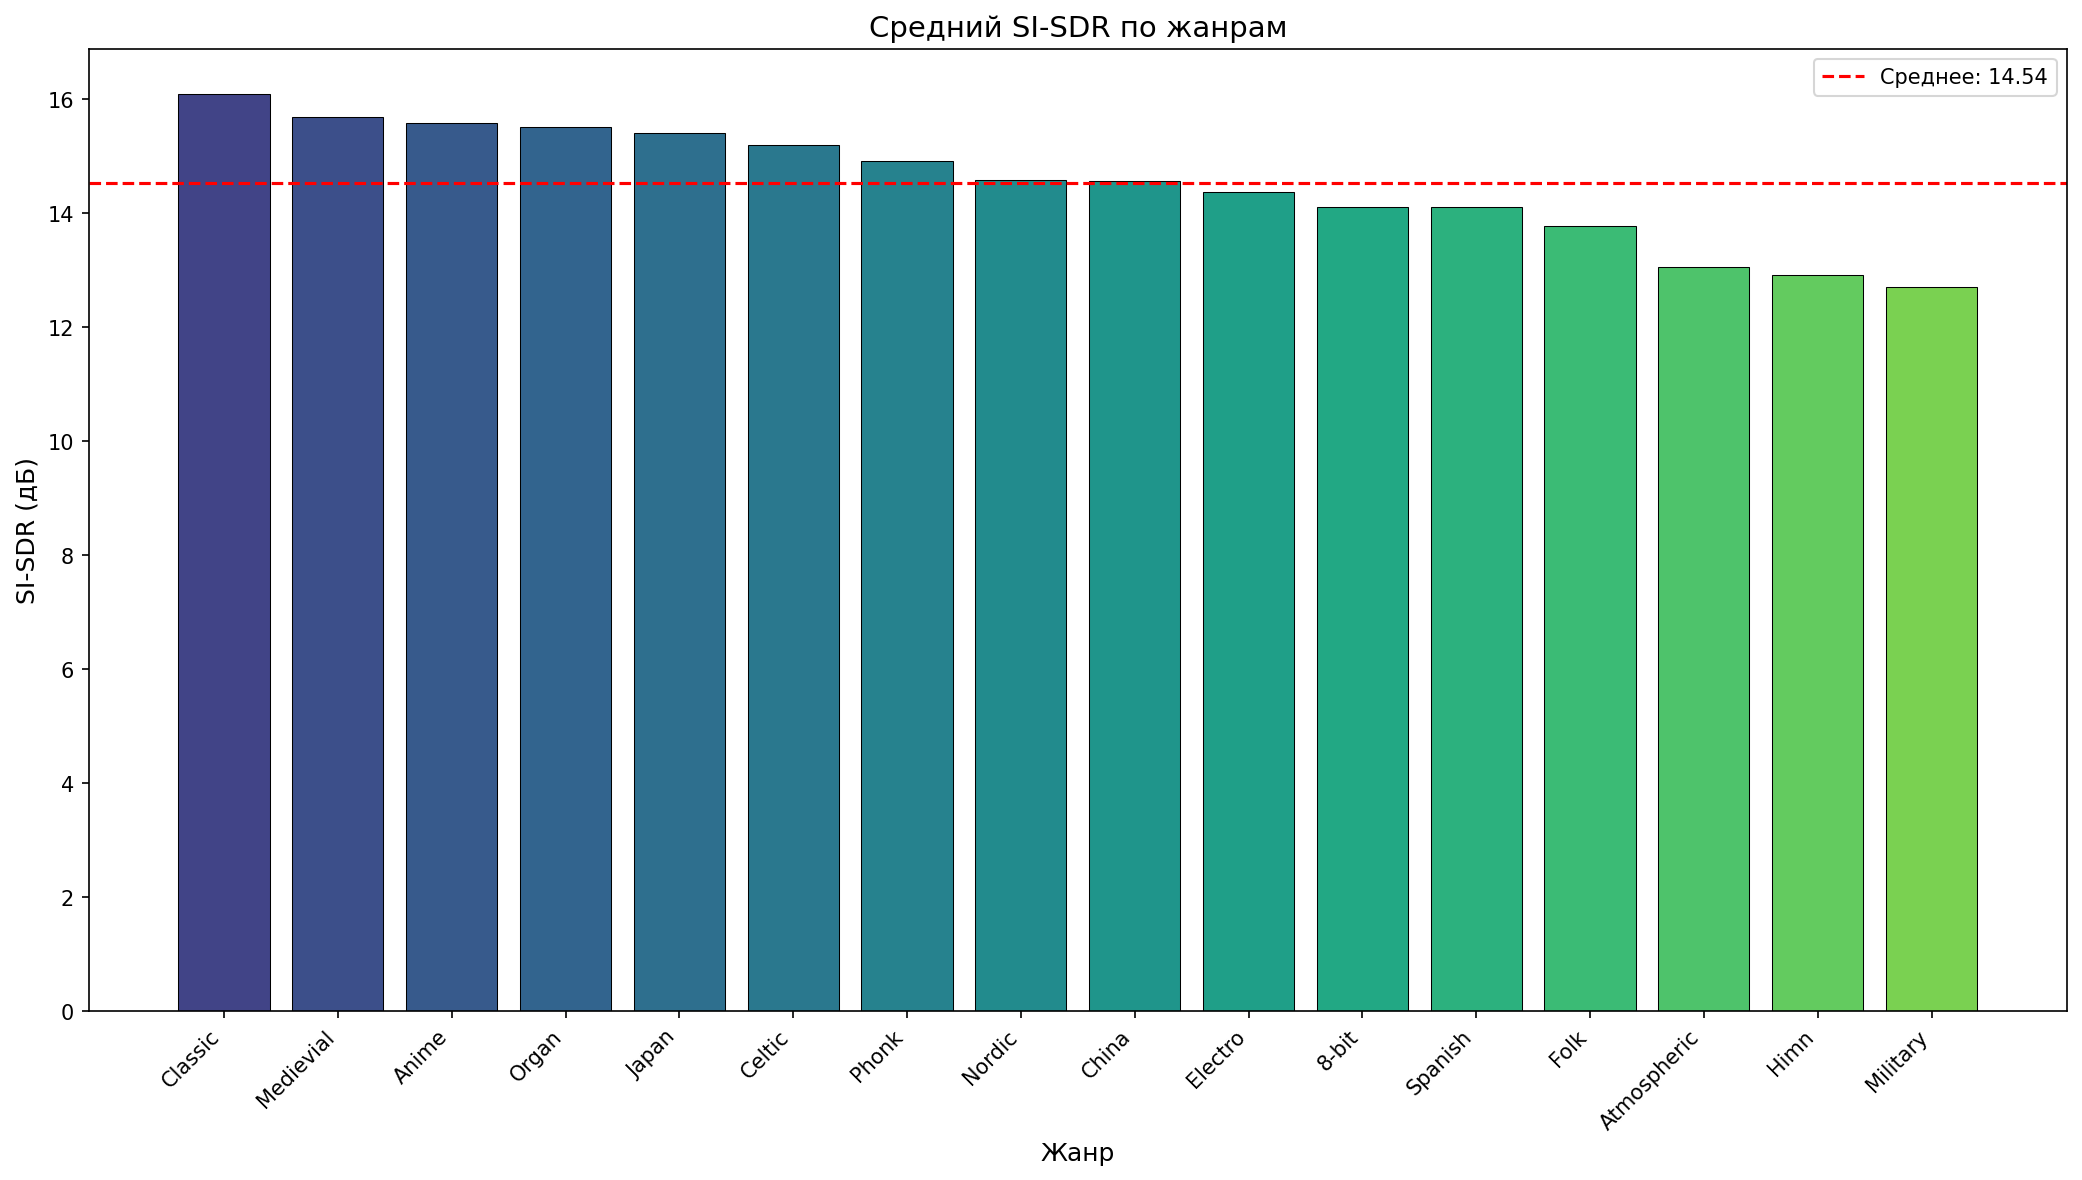 Средний SI-SDR по жанрам
Среднее: 14.54
SI-SDR (дБ)
16
14
12
10
8
6
4
2
0
Classic
Medievial
Anime
Organ
Japan
Celtic
Phonk
Nordic
China
Electro
8-bit
Spanish
Folk
Atmospheric
Himn
Military
Жанр